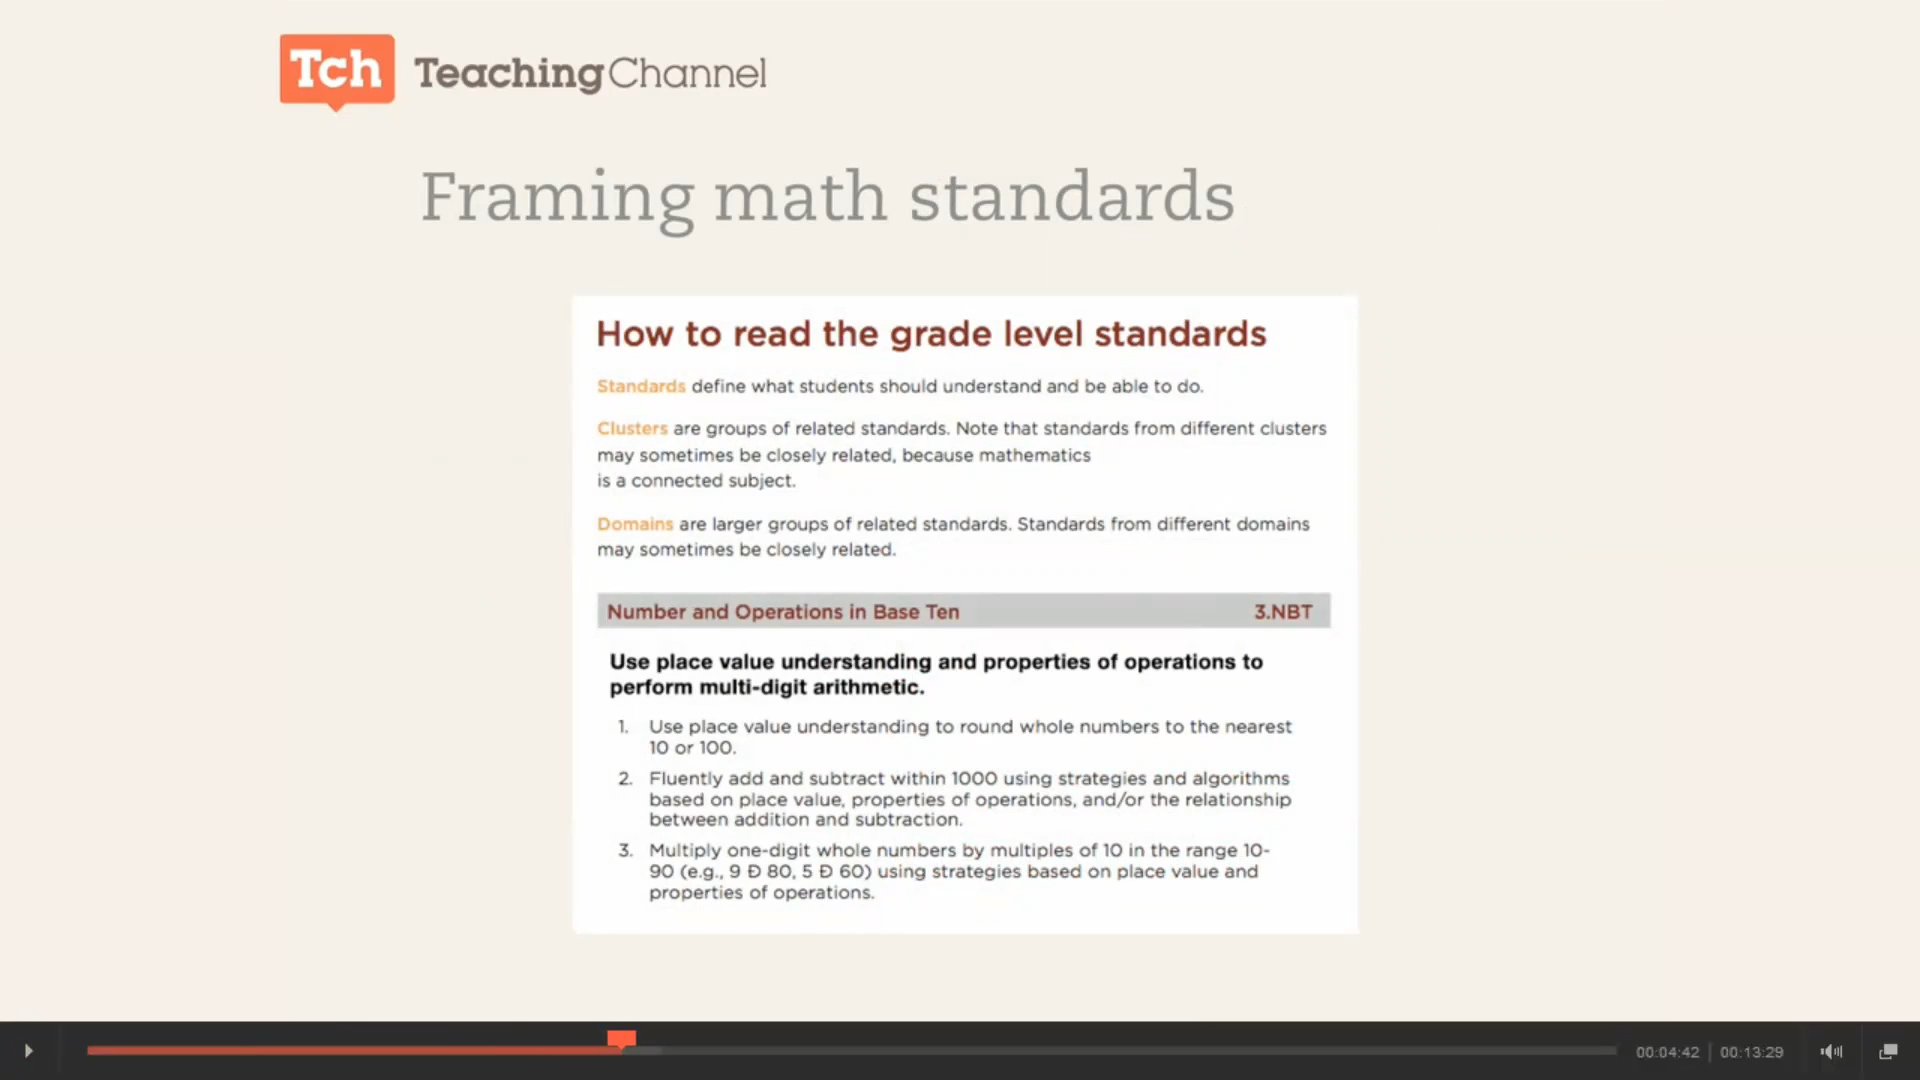 Tch TeachingChannel
Framing math standards
How to read the grade level standards
Standards define what students should understand and be able to do.
Clusters are groups of related standards. Note that standards from different clusters
may sometimes be closely related, because mathematics
is a connected subject.
Domains are larger groups of related standards. Standards from different domains
may sometimes be closely related.
Number and Operations in Base Ten 3.NBT
Use place value understanding and properties of operations to
perform multi-digit arithmetic.
1. Use place value understanding to round whole numbers to the nearest
10 or 100.
2. Fluently add and subtract within 1000 using strategies and algorithms
based on place value, properties of operations, and/or the relationship
between addition and subtraction.
3. Multiply one-digit whole numbers by multiples of 10 in the range 10-
90 (e.g., 9 Đ 80, 5 Đ 60) using strategies based on place value and
properties of operations.
00:04:42 | 00:13:29